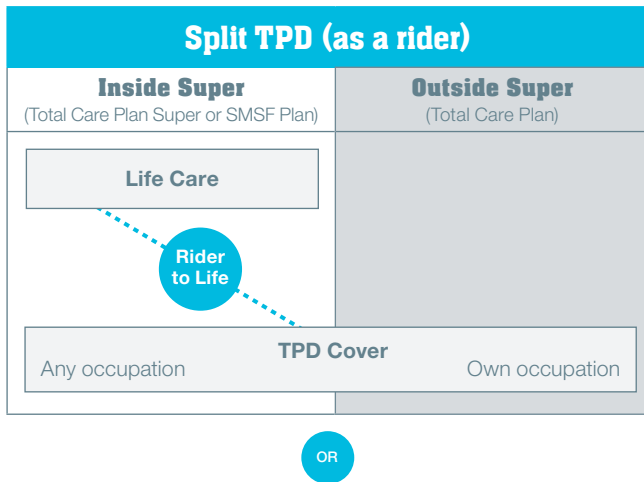 Split TPD (as a rider)
Inside Super
(Total Care Plan Super or SMSF Plan)
Outside Super
(Total Care Plan)
Life Care
Rider
to Life
TPD Cover
Any occupation
Own occupation
OR